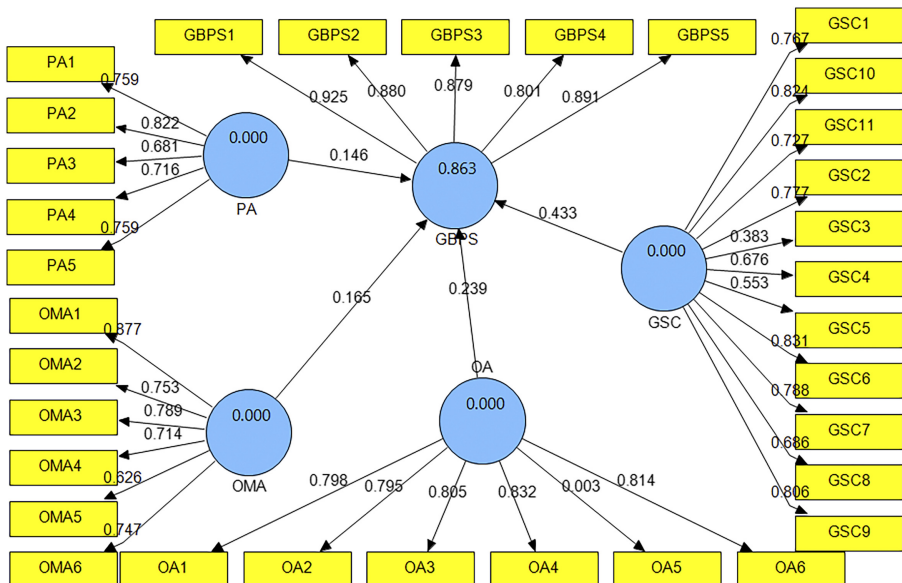 GBPS1
GBPS2
GBPS3
GBPS4
GBPS5
GSC1
PA1
PA2
PA3
PA4
PA5
0.759
0.822
0.681
0.716
0.759
0.000
PA
0.925
0.880
0.879
0.801
0.891
0.146
0.863
GBPS
0.433
0.165
0.239
0.767
0.824
0.727
0.777
0.383
0.676
0.553
0.831
0.788
0.686
0.806
0.000
GSC
GSC10
GSC11
GSC2
GSC3
GSC4
GSC5
GSC6
GSC7
GSC8
GSC9
OMA1
OMA2
OMA3
OMA4
OMA5
OMA6
0.877
0.753
0.789
0.714
0.626
0.747
0.000
OMA
OA
0.000
0.798
0.795
0.805
0.832
0.003
0.814
OA1
OA2
OA3
OA4
OA5
OA6